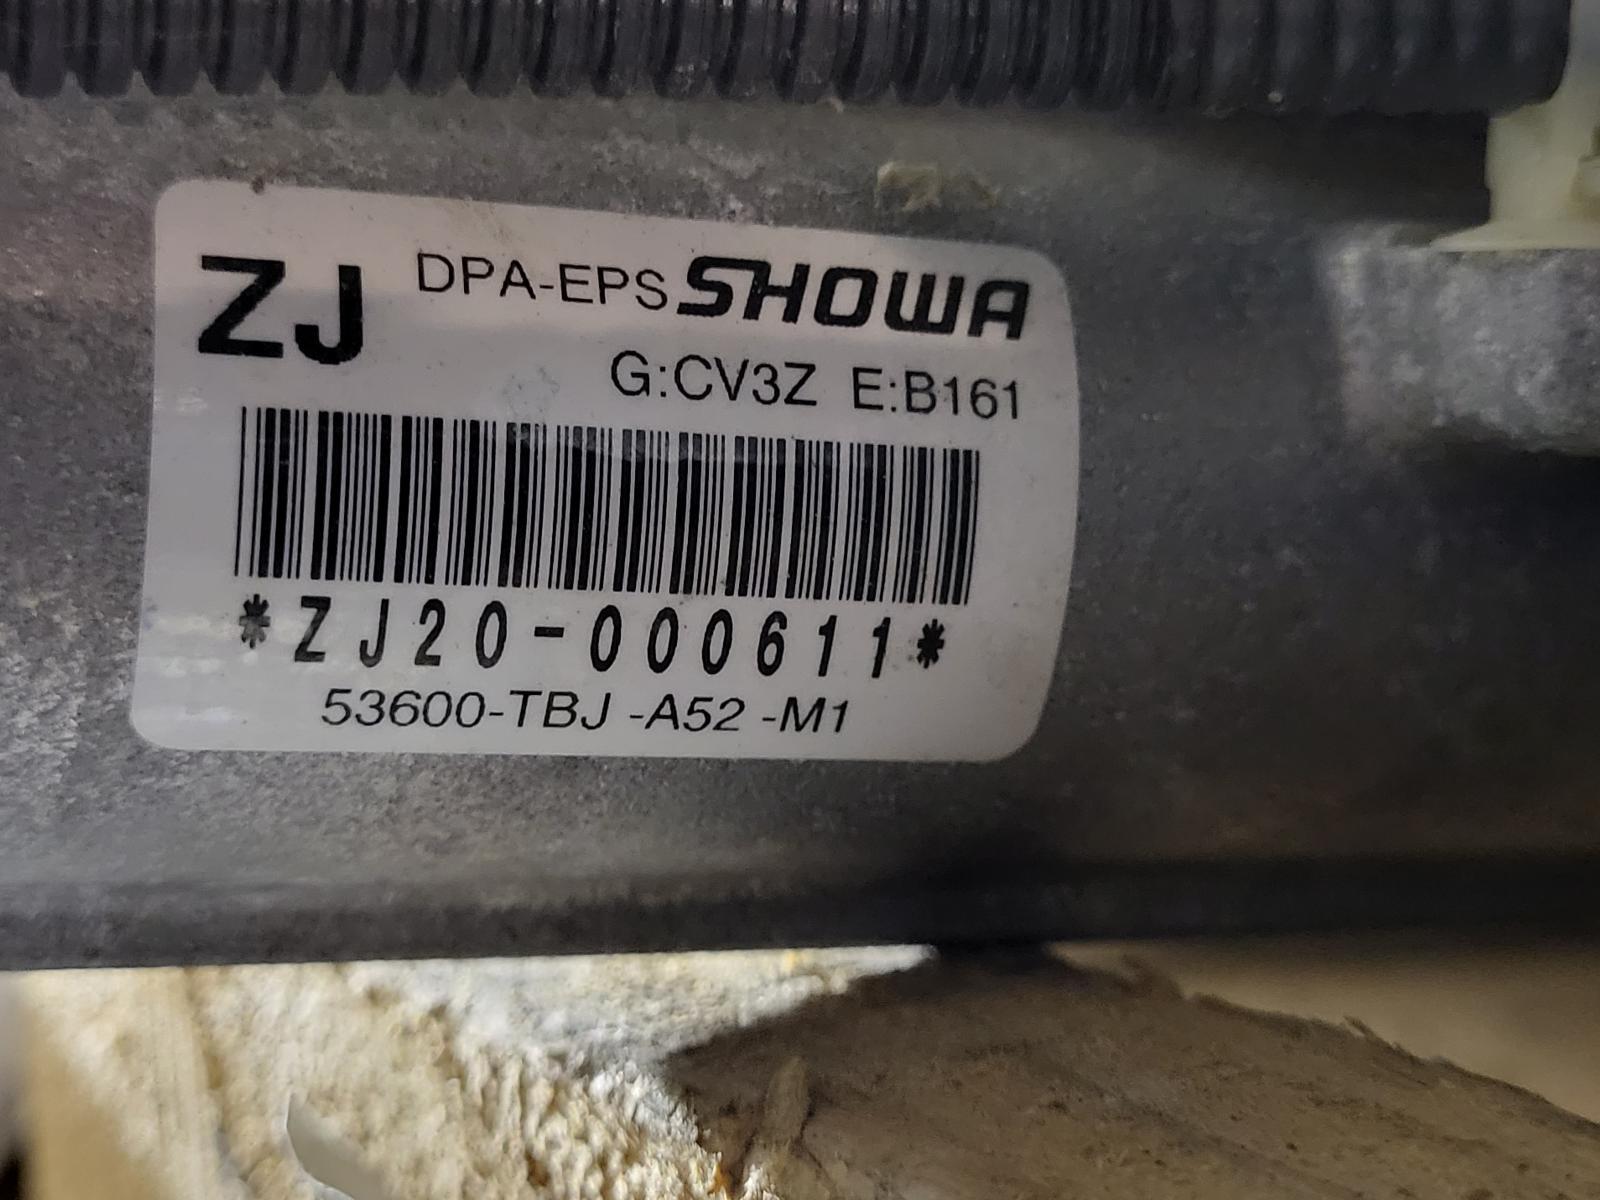 ZJ DPA-EPS SHOWA
G:CV3Z E:B161
*ZJ20-000611*
53600-TBJ -A52 -M1